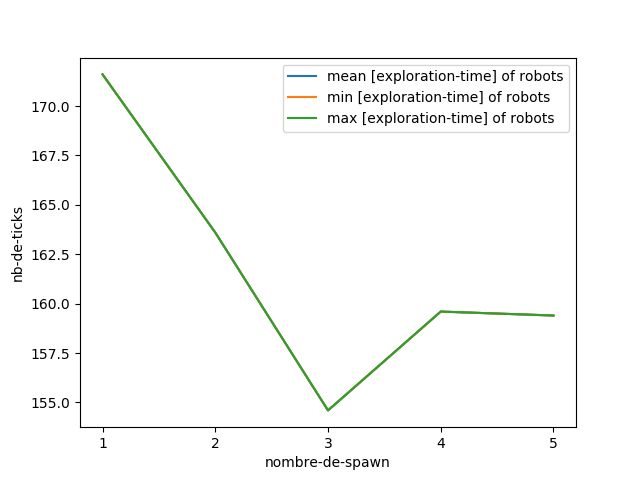 mean [exploration-time] of robots
min [exploration-time] of robots
max [exploration-time] of robots
170.0
167.5
165.0
162.5
160.0
157.5
155.0
nb-de-ticks
1 2 3 4 5
nombre-de-spawn